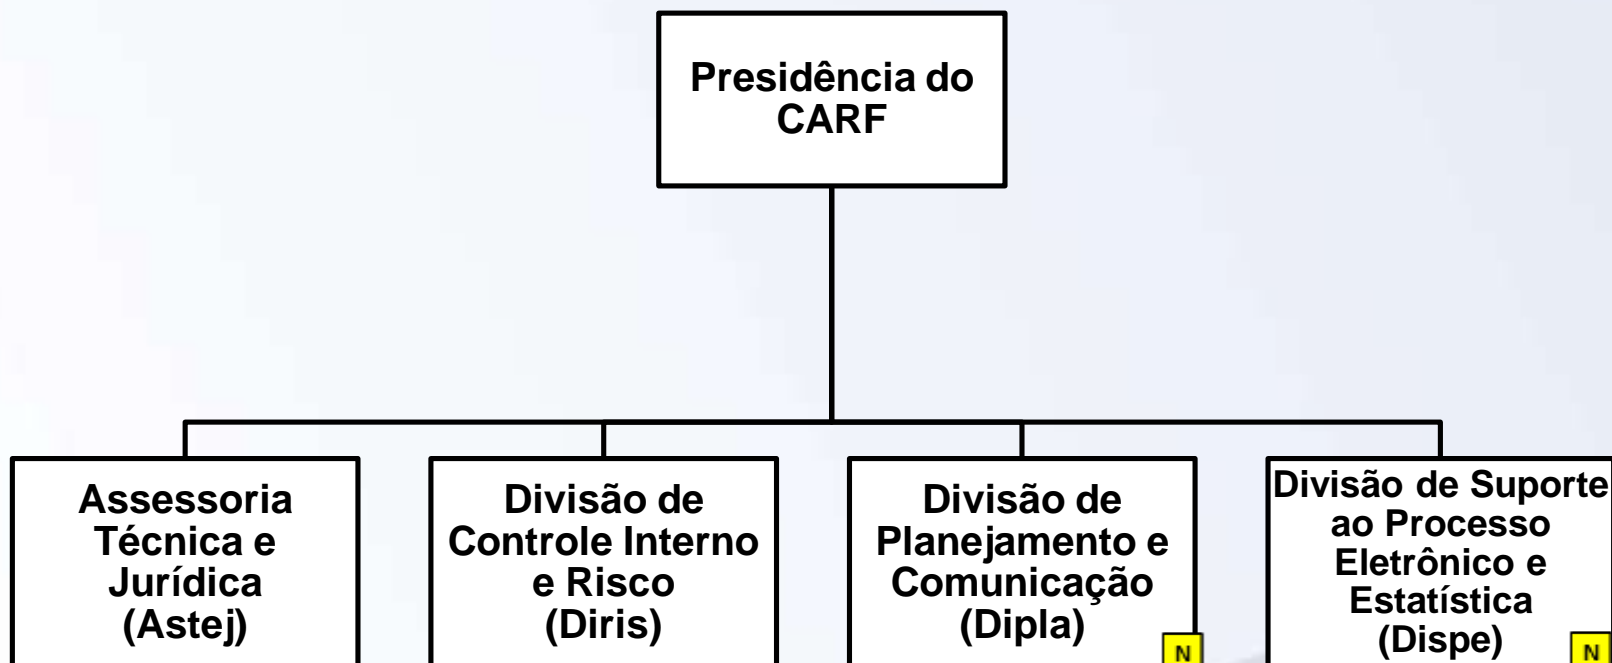 Presidência do
CARF
Assessoria
Técnica e
Jurídica
(Astej)
Divisão de
Controle Interno
e Risco
(Diris)
Divisão de
Planejamento e
Comunicação
(Dipla)
N
Divisão de Suporte
ao Processo
Eletrônico e
Estatística
(Dispe)
N